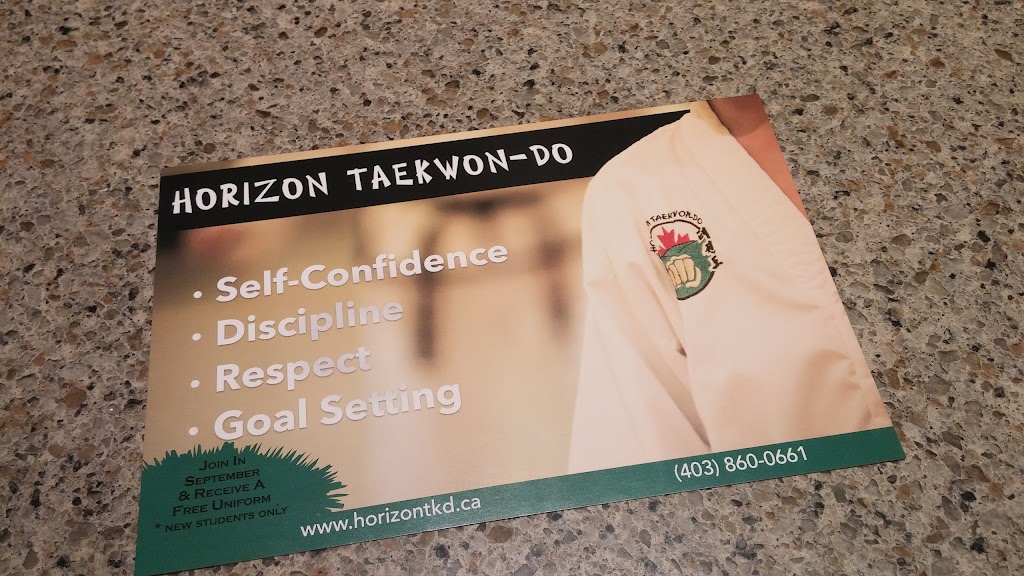 HORIZON TAEKWON-DO
TAEKWON-DO
• Self-Confidence
• Discipline
• Respect
• Goal Setting
JOIN IN
SEPTEMBER
& RECEIVE A
FREE UNIFORM
* NEW STUDENTS ONLY
www.horizontkd.ca
(403) 860-0661